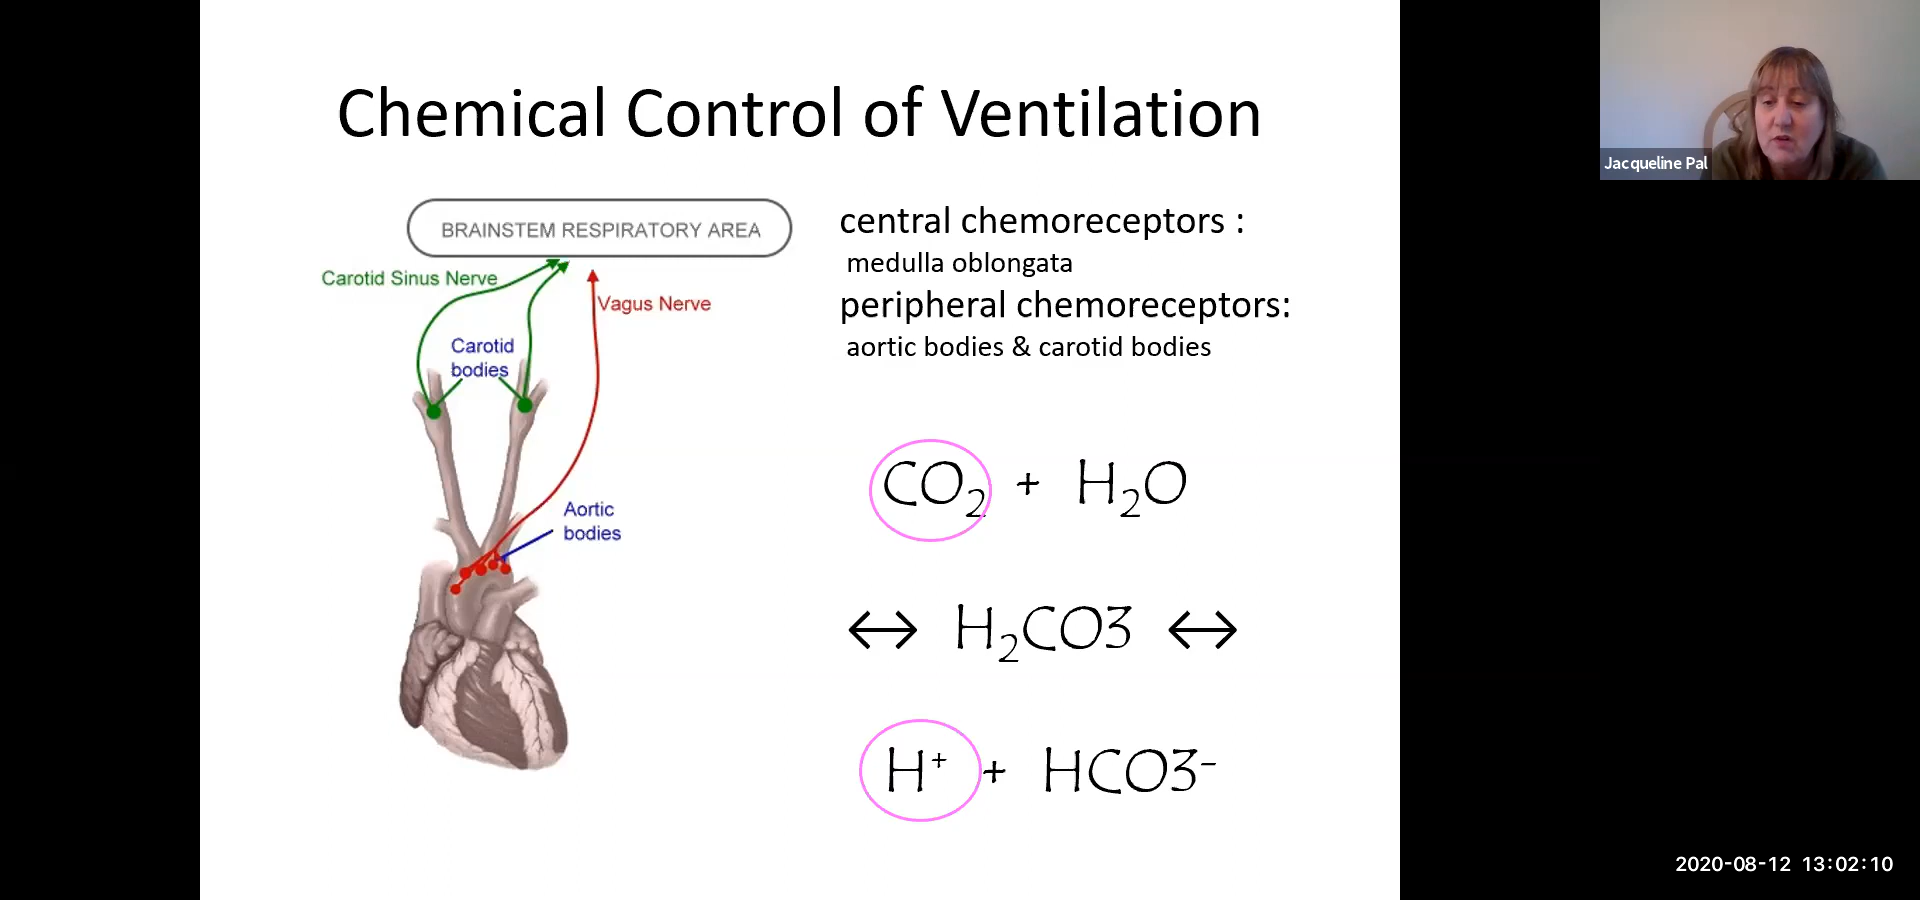 Chemical Control of Ventilation
BRAINSTEM RESPIRATORY AREA
Carotid Sinus Nerve
Vagus Nerve
Carotid
bodies
Aortic
bodies
central chemoreceptors :
medulla oblongata
peripheral chemoreceptors:
aortic bodies & carotid bodies
CO₂ + H₂O
↔ H₂CO3 ↔
H⁺ + HCO3⁻
Jacqueline Pal
2020-08-12 13:02:10